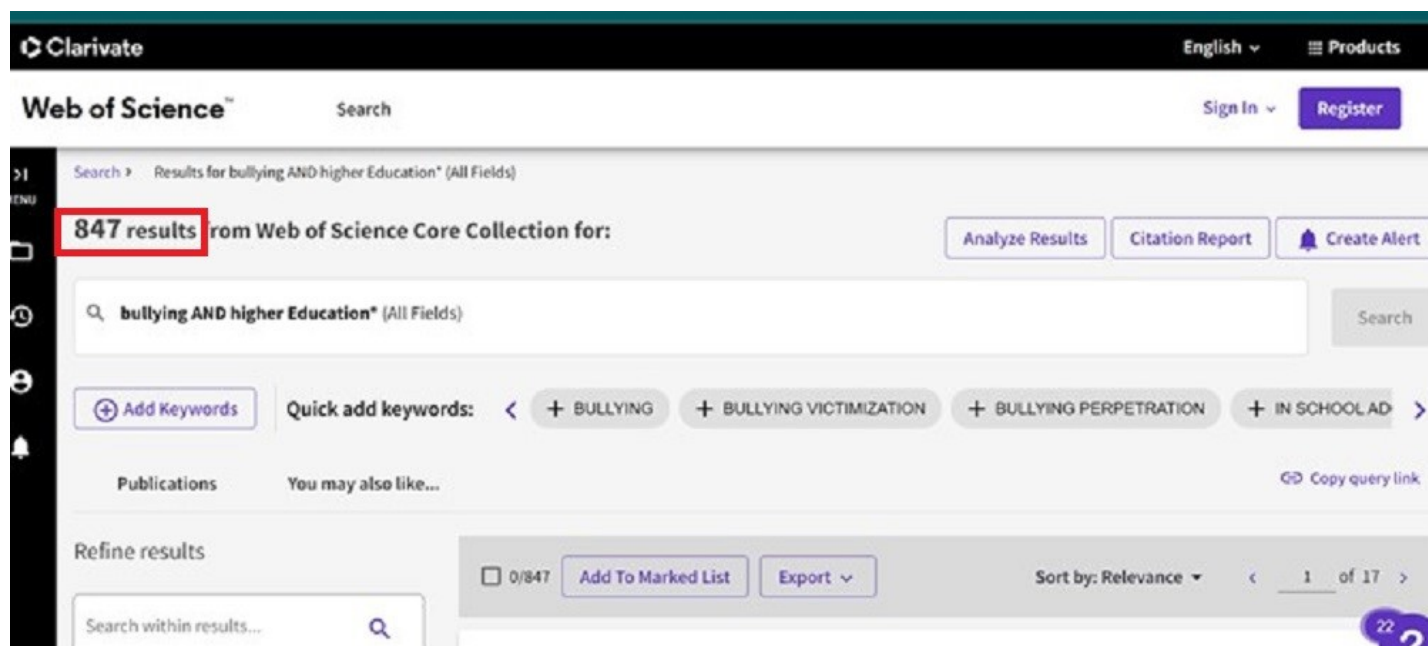 Clarivate English Products
Web of Science™ Search Sign In Register
MENU
Search > Results for bullying AND higher Education* (All Fields)
847 results from Web of Science Core Collection for:
Analyze Results Citation Report Create Alert
bullying AND higher Education* (All Fields)
Search
Add Keywords Quick add keywords: + BULLYING + BULLYING VICTIMIZATION + BULLYING PERPETRATION + IN SCHOOL AD
Publications You may also like... Copy query link
Refine results
0/847 Add To Marked List Export Sort by: Relevance 1 of 17
Search within results...
22
?